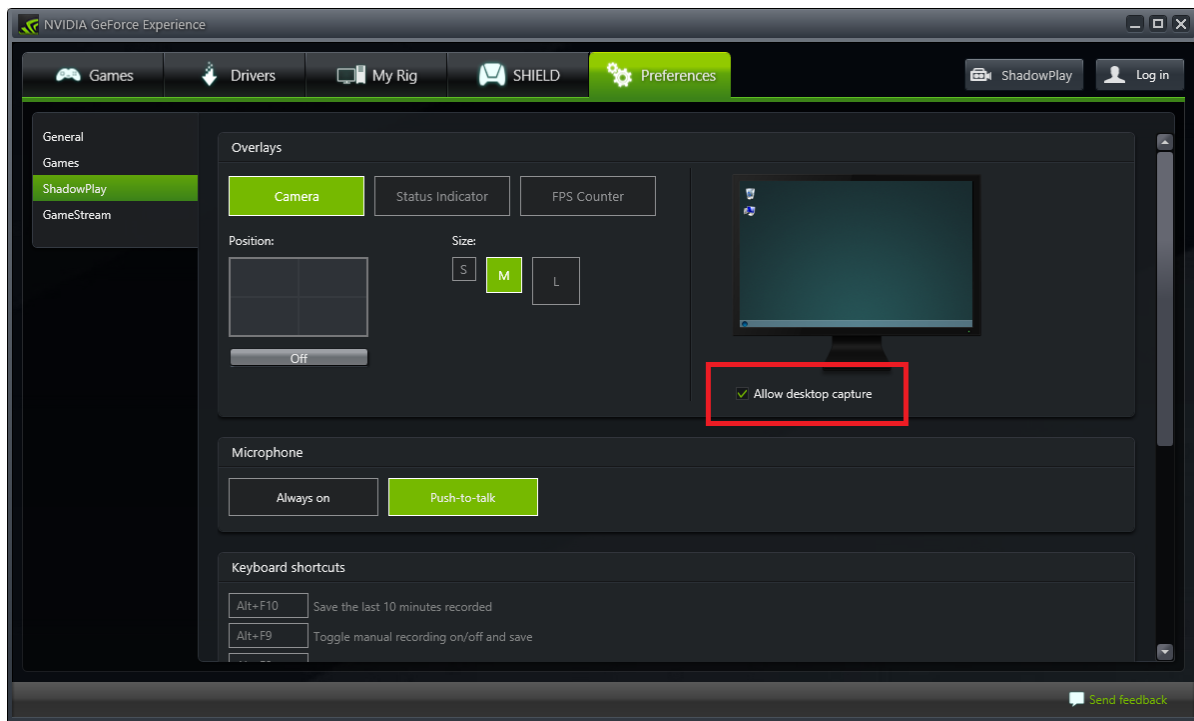 NVIDIA GeForce Experience
Games
Drivers
My Rig
SHIELD
Preferences
ShadowPlay
Log in
General
Games
ShadowPlay
GameStream
Overlays
Camera
Status Indicator
FPS Counter
Position:
Size:
S
M
L
Off
Allow desktop capture
Microphone
Always on
Push-to-talk
Keyboard shortcuts
Alt+F10 Save the last 10 minutes recorded
Alt+F9 Toggle manual recording on/off and save
Send feedback